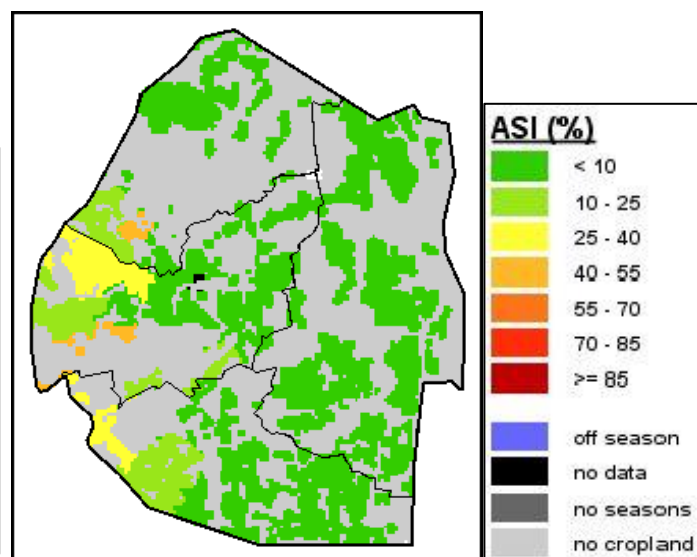 ASI (%)
< 10
10 - 25
25 - 40
40 - 55
55 - 70
70 - 85
>= 85
off season
no data
no seasons
no cropland